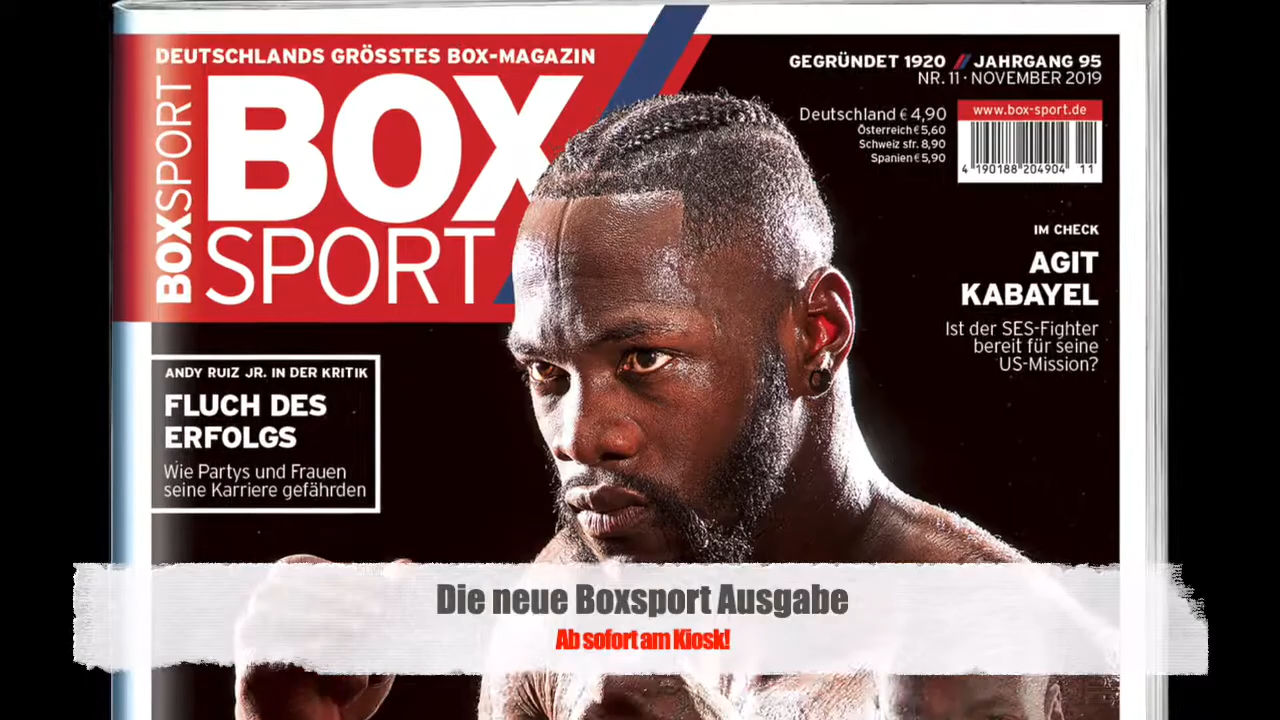 DEUTSCHLANDS GRÖSSTES BOX-MAGAZIN
BOXSPORT
BOX
SPORT
GEGRÜNDET 1920 // JAHRGANG 95
NR. 11 · NOVEMBER 2019
Deutschland € 4,90
Österreich € 5,60
Schweiz sfr. 8,90
Spanien € 5,90
www.box-sport.de
4 190188 204904 11
IM CHECK
AGIT
KABAYEL
Ist der SES-Fighter
bereit für seine
US-Mission?
ANDY RUIZ JR. IN DER KRITIK
FLUCH DES
ERFOLGS
Wie Partys und Frauen
seine Karriere gefährden
Die neue Boxsport Ausgabe
Ab sofort am Kiosk!